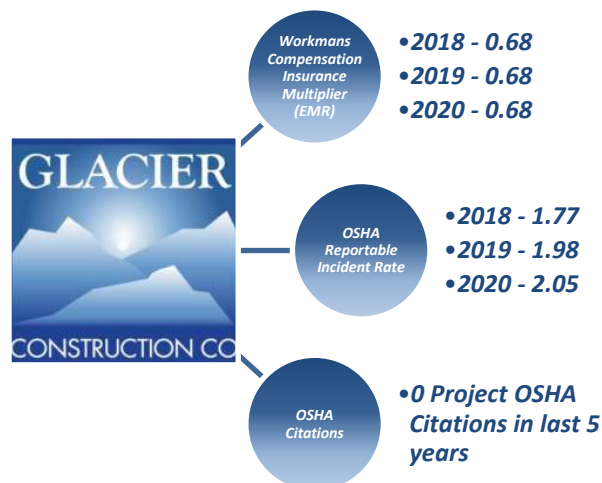 Workmans
Compensation
Insurance
Multiplier
(EMR)
•2018 - 0.68
•2019 - 0.68
•2020 - 0.68
GLACIER
CONSTRUCTION CO
OSHA
Reportable
Incident Rate
•2018 - 1.77
•2019 - 1.98
•2020 - 2.05
OSHA
Citations
•0 Project OSHA
Citations in last 5
years